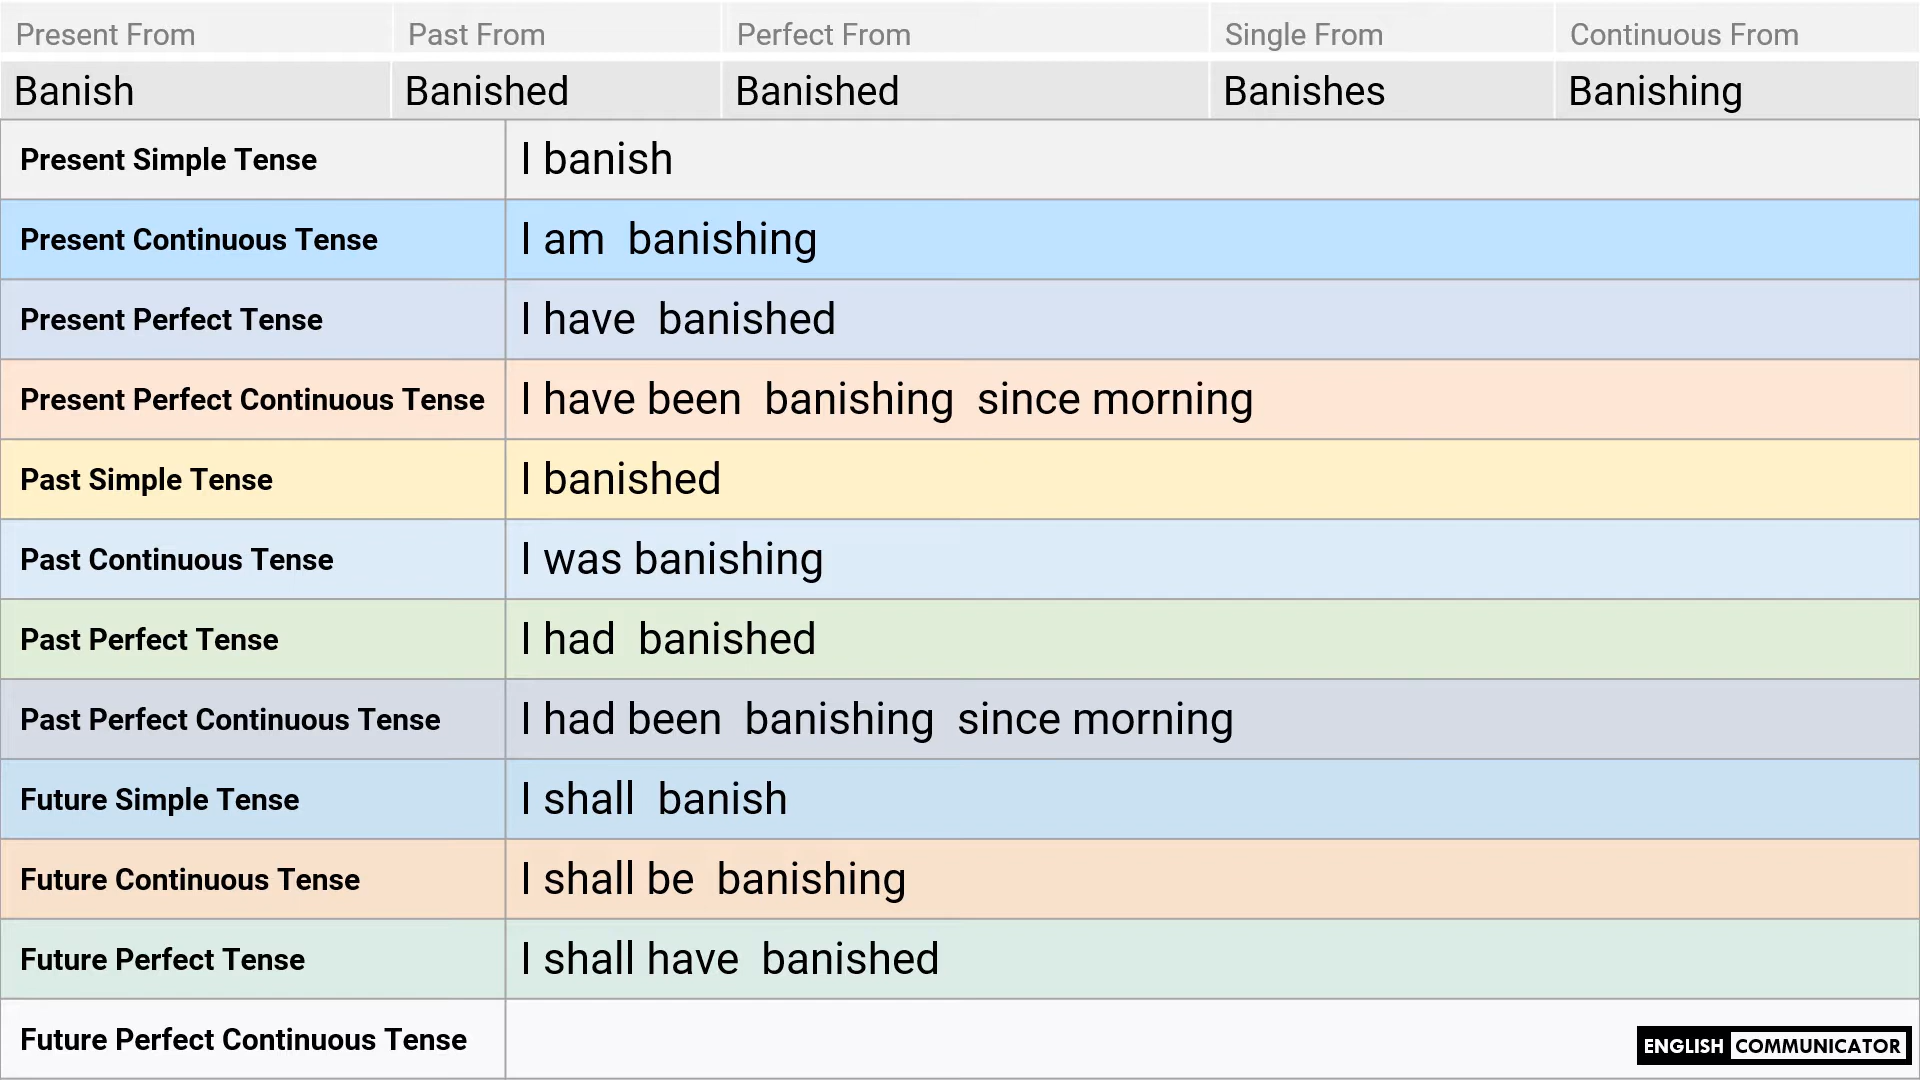 Present From Past From Perfect From Single From Continuous From
Banish Banished Banished Banishes Banishing
Present Simple Tense I banish
Present Continuous Tense I am banishing
Present Perfect Tense I have banished
Present Perfect Continuous Tense I have been banishing since morning
Past Simple Tense I banished
Past Continuous Tense I was banishing
Past Perfect Tense I had banished
Past Perfect Continuous Tense I had been banishing since morning
Future Simple Tense I shall banish
Future Continuous Tense I shall be banishing
Future Perfect Tense I shall have banished
Future Perfect Continuous Tense
ENGLISH COMMUNICATOR